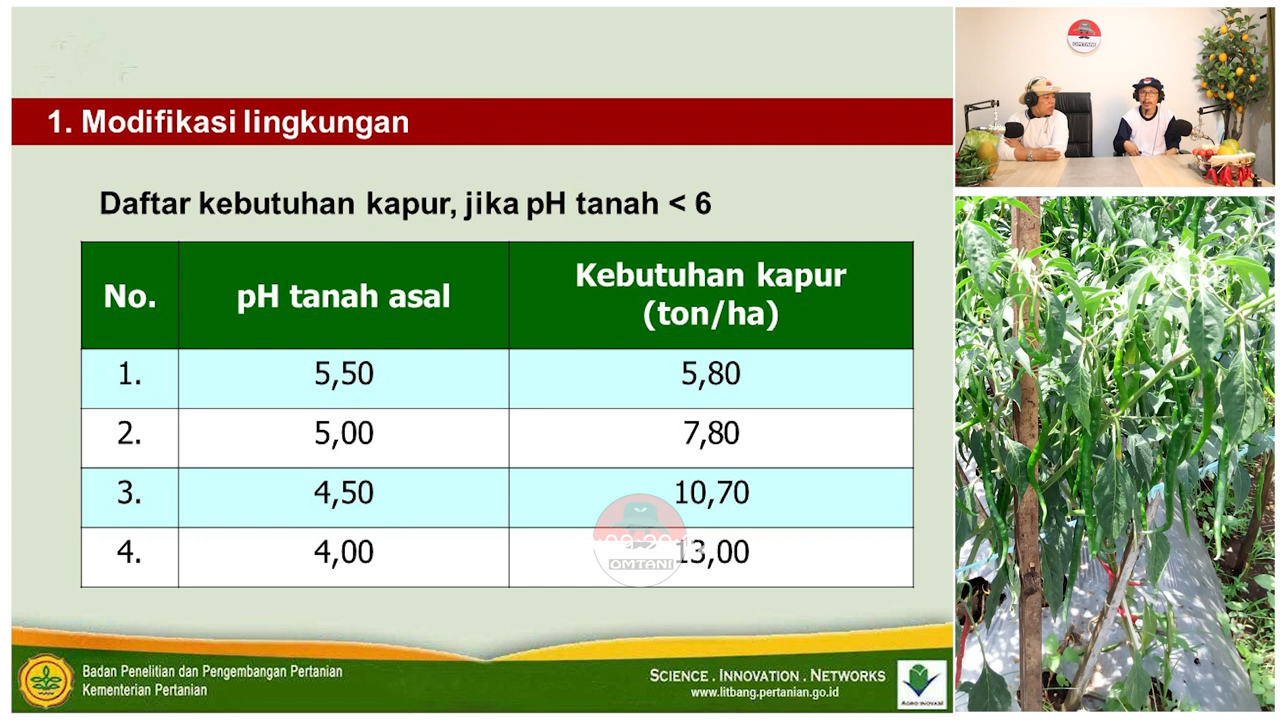 1. Modifikasi lingkungan
Daftar kebutuhan kapur, jika pH tanah < 6
No. pH tanah asal Kebutuhan kapur
(ton/ha)
1. 5,50 5,80
2. 5,00 7,80
3. 4,50 10,70
4. 4,00 13,00
OMTANI
Badan Penelitian dan Pengembangan Pertanian
Kementerian Pertanian
SCIENCE . INNOVATION . NETWORKS
www.litbang.pertanian.go.id
AGRO INOVASI
OMTANI